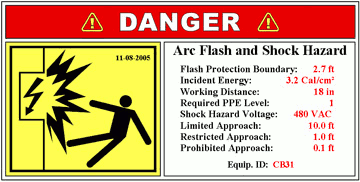 DANGER
11-08-2005
Arc Flash and Shock Hazard
Flash Protection Boundary: 2.7 ft
Incident Energy: 3.2 Cal/cm²
Working Distance: 18 in
Required PPE Level: 1
Shock Hazard Voltage: 480 VAC
Limited Approach: 10.0 ft
Restricted Approach: 1.0 ft
Prohibited Approach: 0.1 ft
Equip. ID: CB31